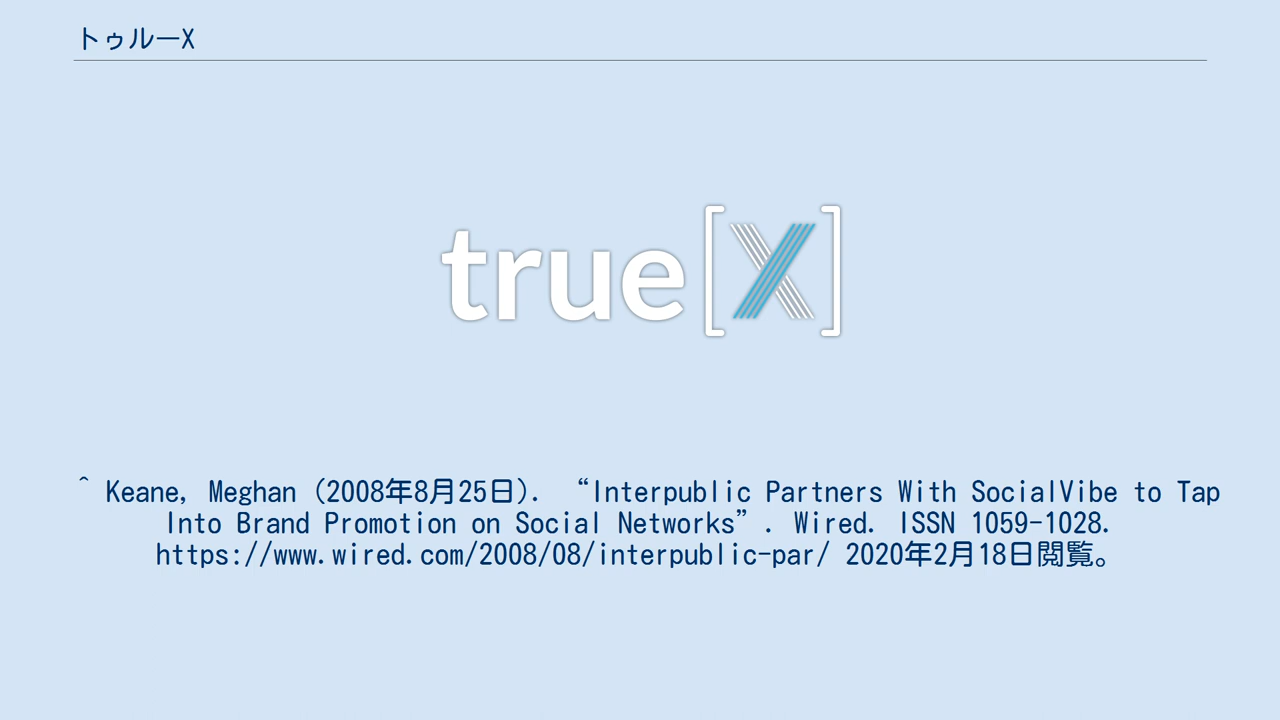 トゥルーX
true[X]
^ Keane, Meghan (2008年8月25日). “Interpublic Partners With SocialVibe to Tap
Into Brand Promotion on Social Networks”. Wired. ISSN 1059-1028.
https://www.wired.com/2008/08/interpublic-par/ 2020年2月18日閲覧。